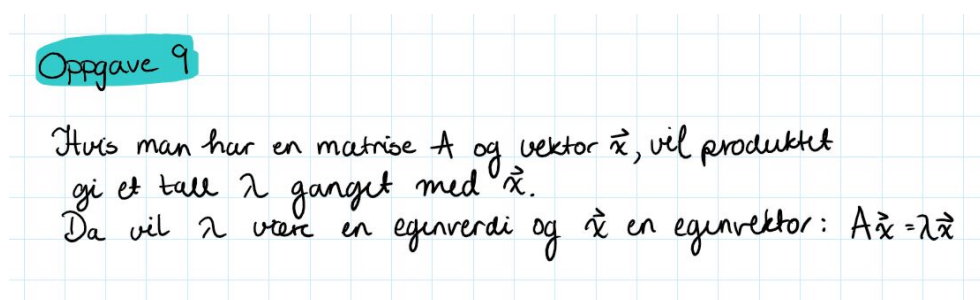 Oppgave 9
Hvis man har en matrise A og vektor x⃗, vil produktet
gi et tall λ ganget med x⃗.
Da vil λ være en egenverdi og x⃗ en egenvektor: Ax⃗ = λx⃗